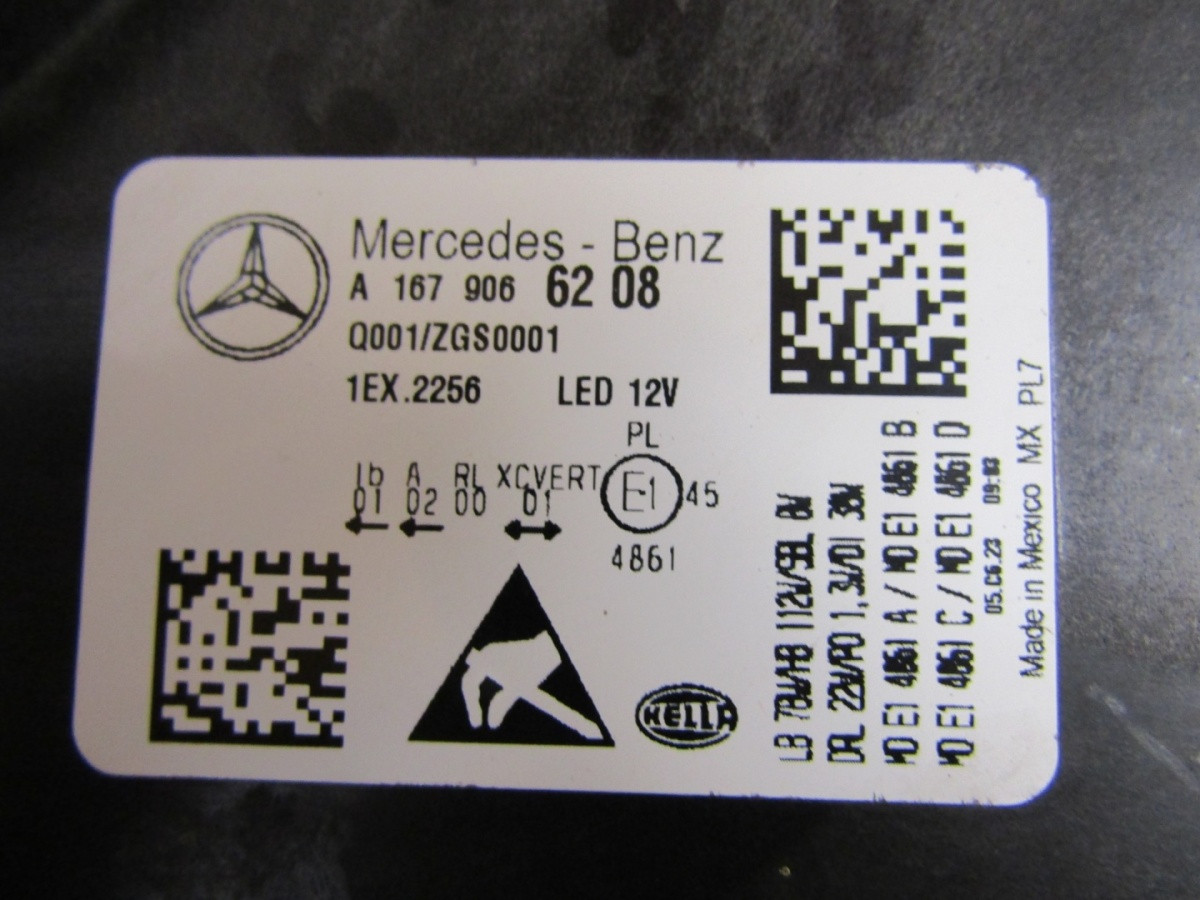 Mercedes - Benz
A 167 906 62 08
Q001/ZGS0001
1EX.2256 LED 12V
PL
Ib A RL XCVERT E1 45
01 02 00 01
4861
HELLA
LB 78W/HB 112W/SBL 8W
DRL 22W/PO 1,3W/DI 38W
MD E1 4861 A / MD E1 4861 B
MD E1 4861 C / MD E1 4861 D
05.06.23 09:03
Made in Mexico MX PL7